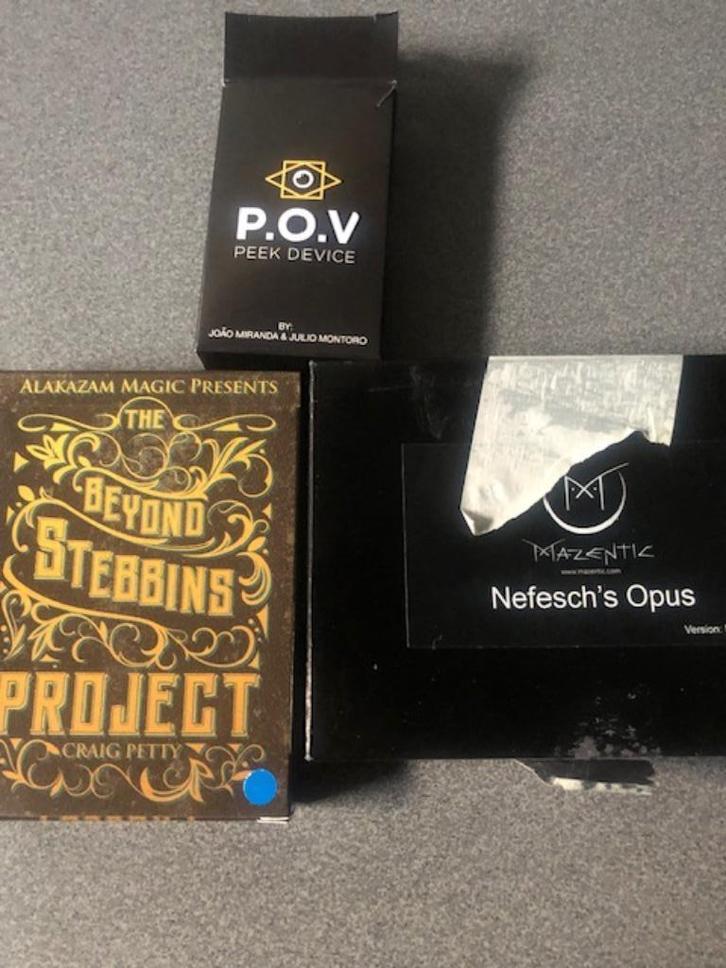 P.O.V
PEEK DEVICE
BY:
JOÃO MIRANDA & JULIO MONTORO
ALAKAZAM MAGIC PRESENTS
THE
BEYOND
STEBBINS
PROJECT
CRAIG PETTY
MAZENTIC
www.mazentic.com
Nefesch's Opus
Version: